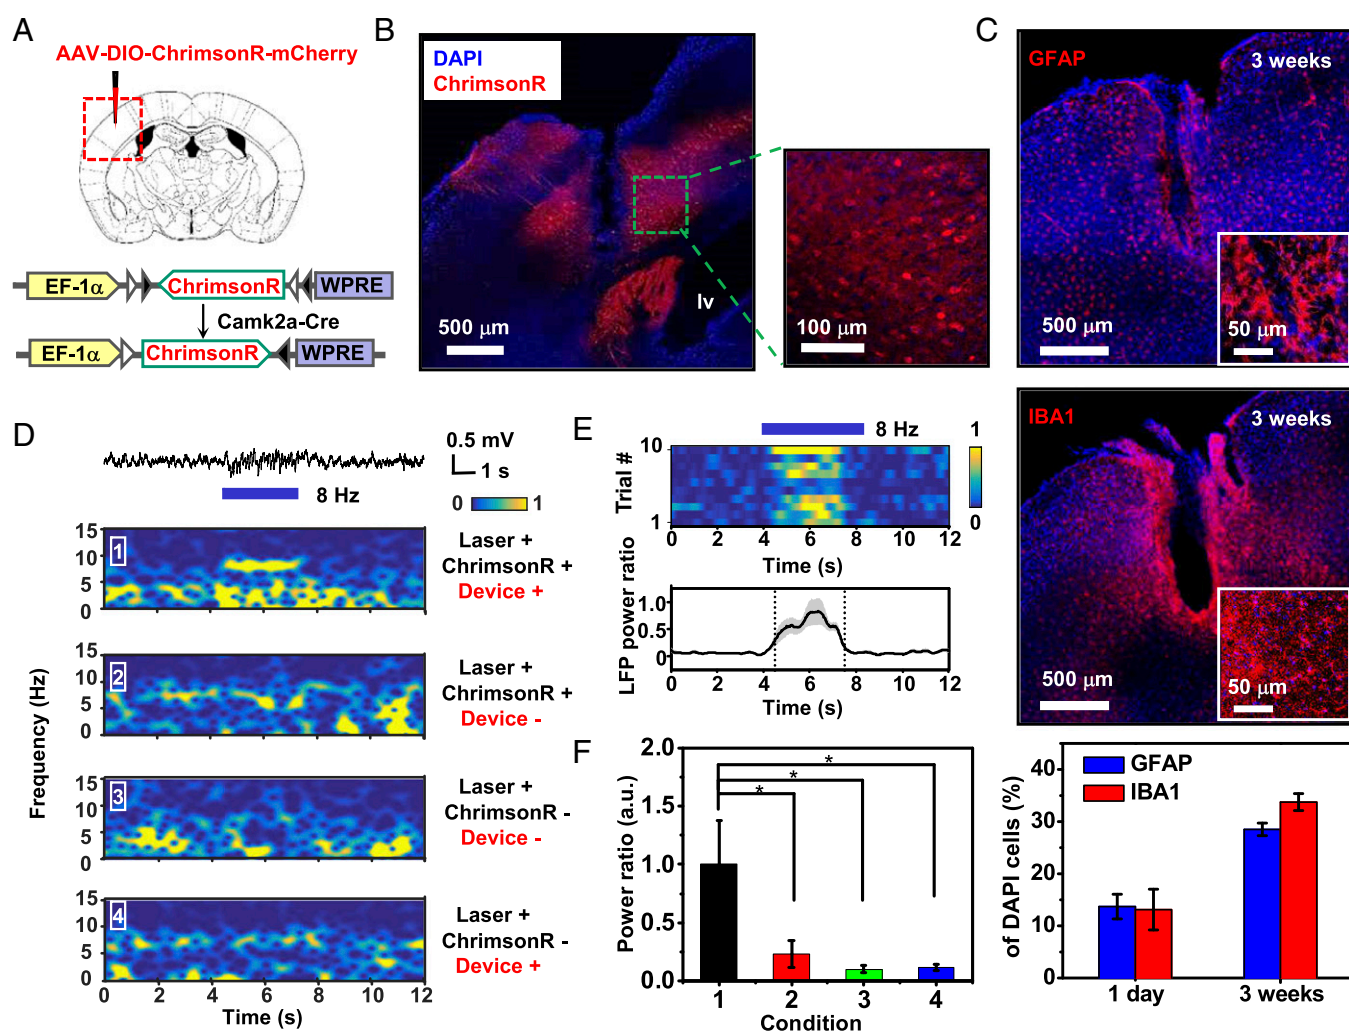 A
AAV-DIO-ChrimsonR-mCherry
EF-1α ChrimsonR WPRE
Camk2a-Cre
EF-1α ChrimsonR WPRE
B
DAPI
ChrimsonR
lv
500 μm
100 μm
C
GFAP
3 weeks
500 μm
50 μm
IBA1
3 weeks
500 μm
50 μm
of DAPI cells (%)
40
30
20
10
0
GFAP
IBA1
1 day
3 weeks
D
0.5 mV
1 s
8 Hz
0 1
Frequency (Hz)
15
10
5
0
1
Laser +
ChrimsonR +
Device +
15
10
5
0
2
Laser +
ChrimsonR +
Device -
15
10
5
0
3
Laser +
ChrimsonR -
Device -
15
10
5
0
4
Laser +
ChrimsonR -
Device +
0 2 4 6 8 10 12
Time (s)
E
8 Hz
1
0
Trial #
10
1
0 2 4 6 8 10 12
Time (s)
LFP power ratio
1.0
0.5
0
0 2 4 6 8 10 12
Time (s)
F
Power ratio (a.u.)
2.0
1.5
1.0
0.5
0.0
*
*
*
1 2 3 4
Condition